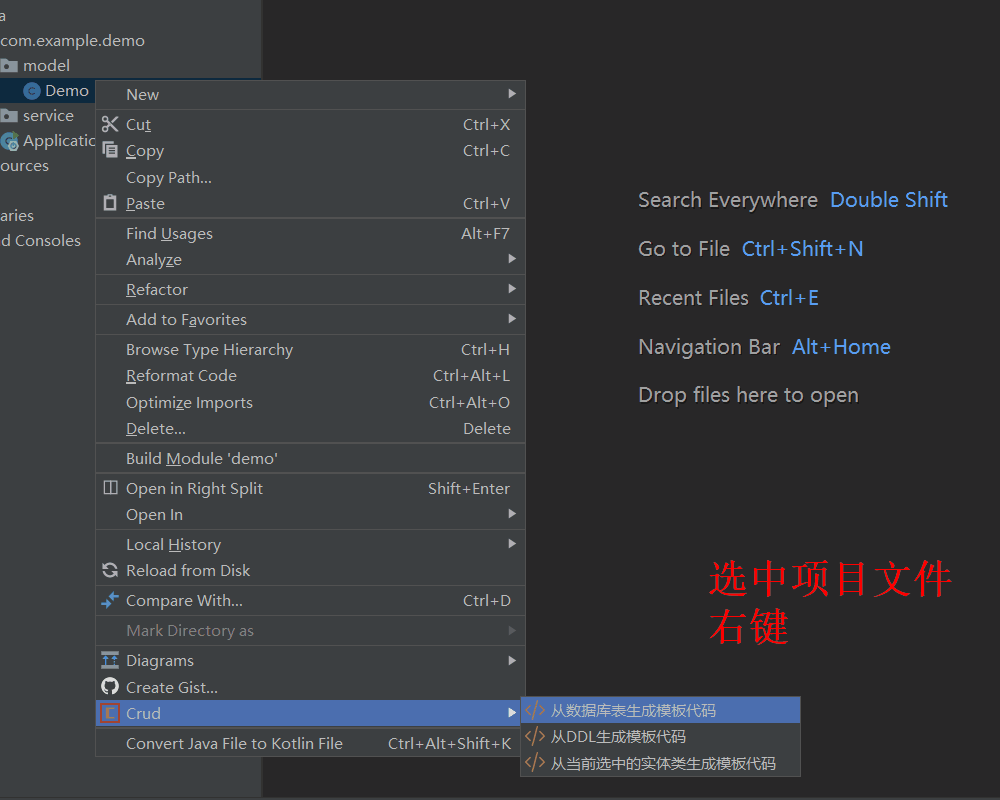 a
com.example.demo
model
Demo
service
Applicatio
ources
aries
d Consoles
New
Cut Ctrl+X
Copy Ctrl+C
Copy Path...
Paste Ctrl+V
Find Usages Alt+F7
Analyze
Refactor
Add to Favorites
Browse Type Hierarchy Ctrl+H
Reformat Code Ctrl+Alt+L
Optimize Imports Ctrl+Alt+O
Delete... Delete
Build Module 'demo'
Open in Right Split Shift+Enter
Open In
Local History
Reload from Disk
Compare With... Ctrl+D
Mark Directory as
Diagrams
Create Gist...
Crud
Convert Java File to Kotlin File Ctrl+Alt+Shift+K
从数据库表生成模板代码
从DDL生成模板代码
从当前选中的实体类生成模板代码
Search Everywhere Double Shift
Go to File Ctrl+Shift+N
Recent Files Ctrl+E
Navigation Bar Alt+Home
Drop files here to open
选中项目文件
右键